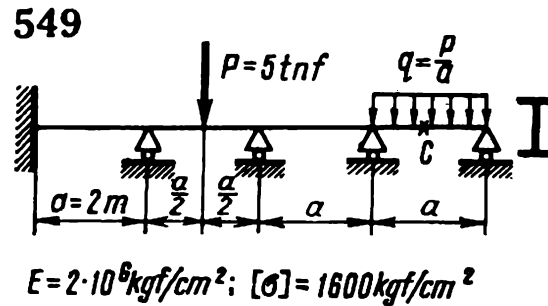 549
P=5tnf
q=P/a
C
a=2m
a/2
a/2
a
a
E=2·10⁶kgf/cm²; [σ]=1600kgf/cm²